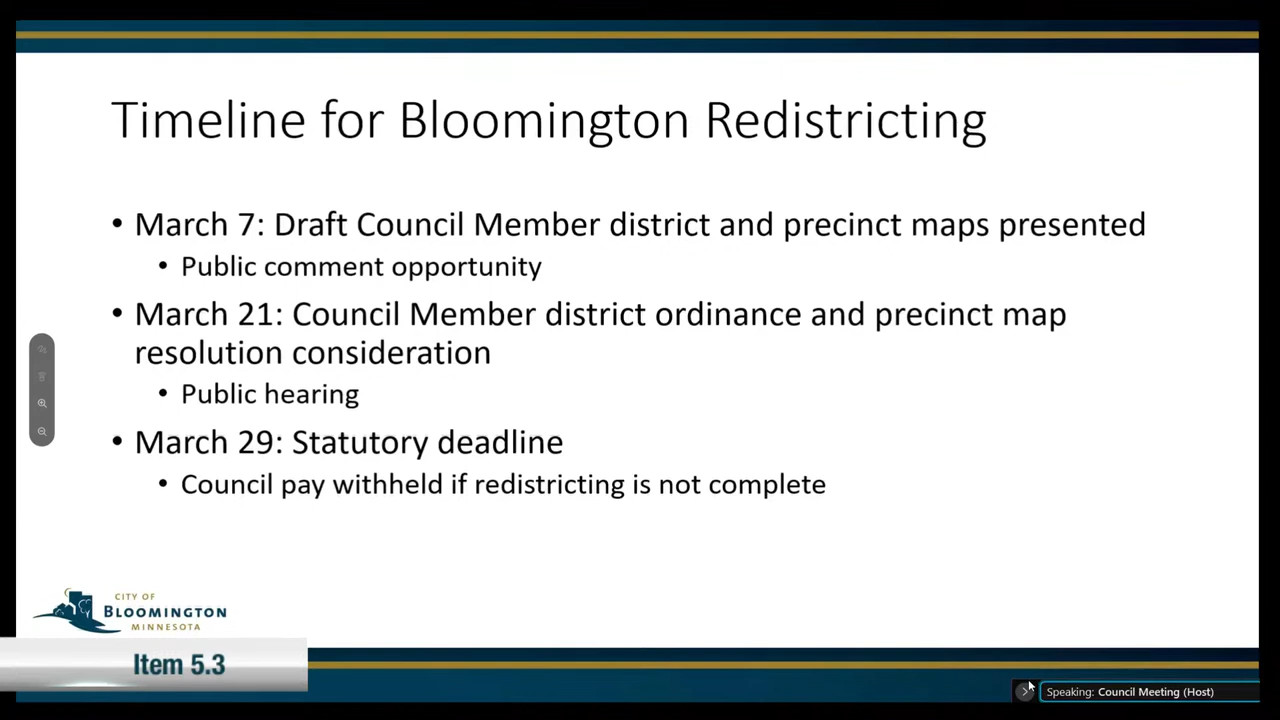 Timeline for Bloomington Redistricting
• March 7: Draft Council Member district and precinct maps presented
• Public comment opportunity
• March 21: Council Member district ordinance and precinct map
resolution consideration
• Public hearing
• March 29: Statutory deadline
• Council pay withheld if redistricting is not complete
CITY OF
BLOOMINGTON
MINNESOTA
Item 5.3
Speaking: Council Meeting (Host)